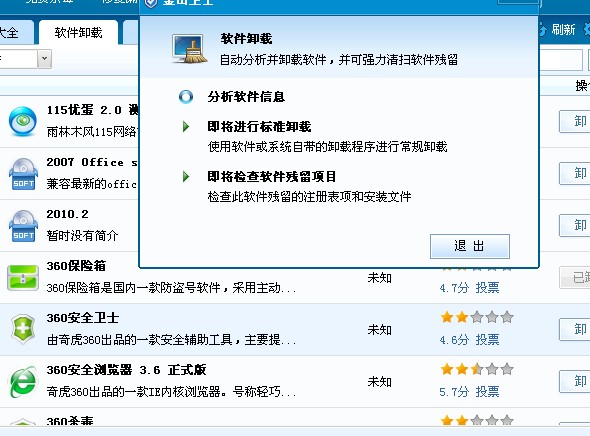 金山卫士
大全
软件卸载
刷新
软件卸载
自动分析并卸载软件，并可强力清扫软件残留
分析软件信息
即将进行标准卸载
使用软件或系统自带的卸载程序进行常规卸载
即将检查软件残留项目
检查此软件残留的注册表项和安装文件
退 出
115优蛋 2.0 测
雨林木风115网络
卸
2007 Office s
兼容最新的offic
卸
SOFT
2010.2
暂时没有简介
卸
SOFT
360保险箱
360保险箱是国内一款防盗号软件，采用主动...
未知
4.7分 投票
已卸
360安全卫士
由奇虎360出品的一款安全辅助工具，主要提...
未知
4.6分 投票
卸
360安全浏览器 3.6 正式版
奇虎360出品的一款IE内核浏览器。号称轻巧...
未知
5.7分 投票
卸
360杀毒